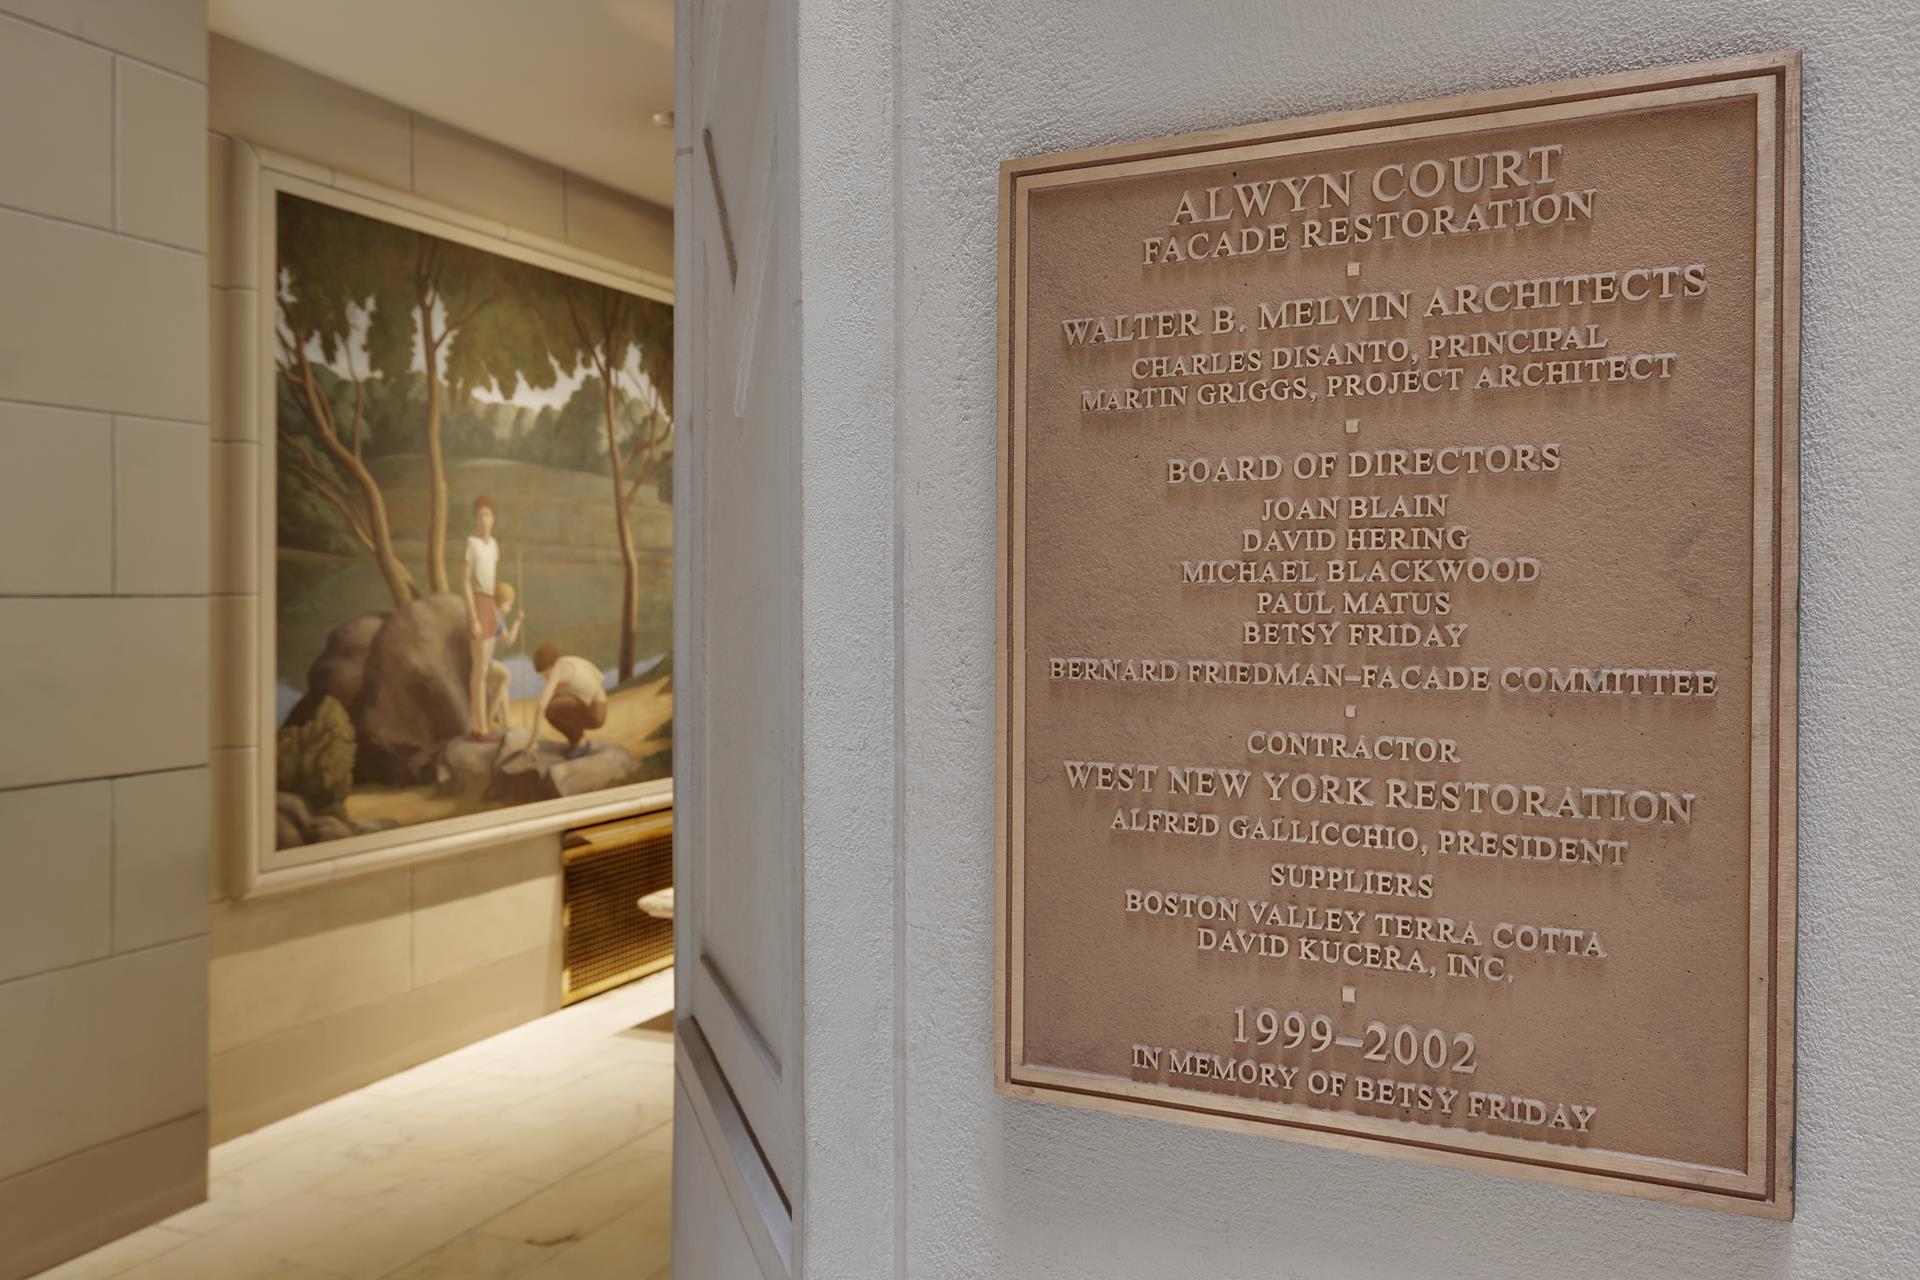 ALWYN COURT
FACADE RESTORATION
WALTER B. MELVIN ARCHITECTS
CHARLES DISANTO, PRINCIPAL
MARTIN GRIGGS, PROJECT ARCHITECT
BOARD OF DIRECTORS
JOAN BLAIN
DAVID HERING
MICHAEL BLACKWOOD
PAUL MATUS
BETSY FRIDAY
BERNARD FRIEDMAN–FACADE COMMITTEE
CONTRACTOR
WEST NEW YORK RESTORATION
ALFRED GALLICCHIO, PRESIDENT
SUPPLIERS
BOSTON VALLEY TERRA COTTA
DAVID KUCERA, INC.
1999–2002
IN MEMORY OF BETSY FRIDAY